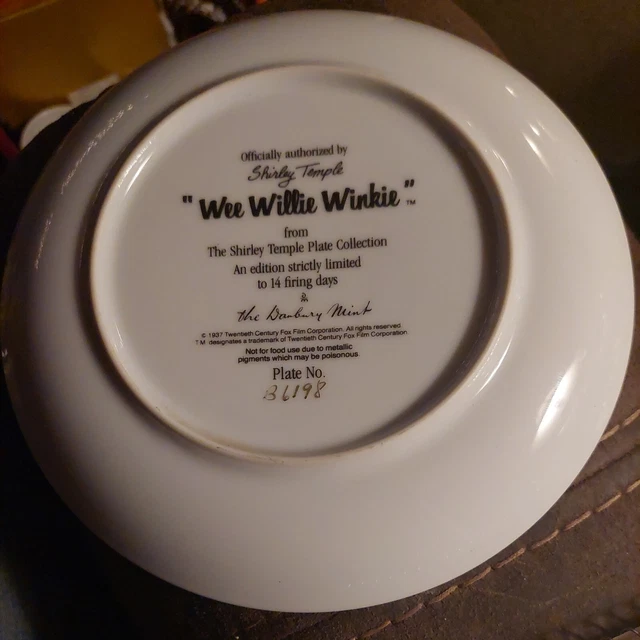 Officially authorized by
Shirley Temple
"Wee Willie Winkie"™
from
The Shirley Temple Plate Collection
An edition strictly limited
to 14 firing days
&
the Danbury Mint
© 1937 Twentieth Century Fox Film Corporation. All rights reserved
TM designates a trademark of Twentieth Century Fox Film Corporation.
Not for food use due to metallic
pigments which may be poisonous.
Plate No.
B6198